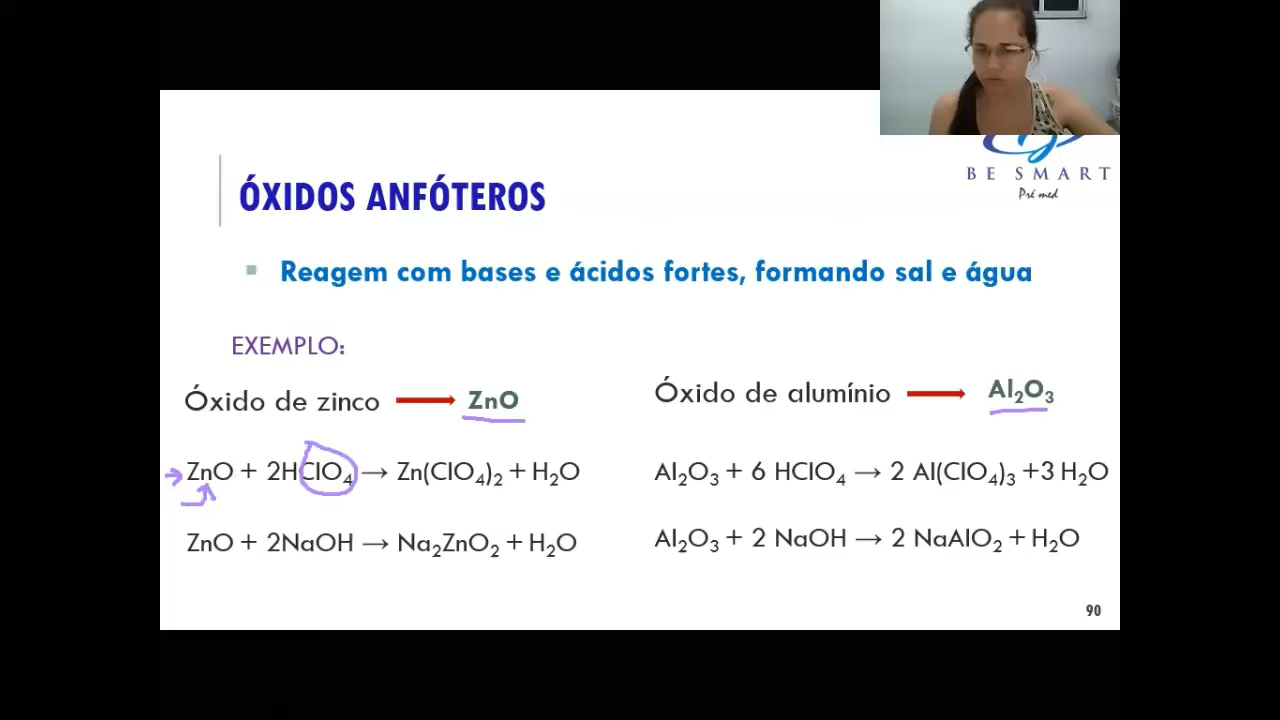 BE SMART
Pré med
ÓXIDOS ANFÓTEROS
Reagem com bases e ácidos fortes, formando sal e água
EXEMPLO:
Óxido de zinco → ZnO
ZnO + 2HClO₄ → Zn(ClO₄)₂ + H₂O
ZnO + 2NaOH → Na₂ZnO₂ + H₂O
Óxido de alumínio → Al₂O₃
Al₂O₃ + 6 HClO₄ → 2 Al(ClO₄)₃ +3 H₂O
Al₂O₃ + 2 NaOH → 2 NaAlO₂ + H₂O
90